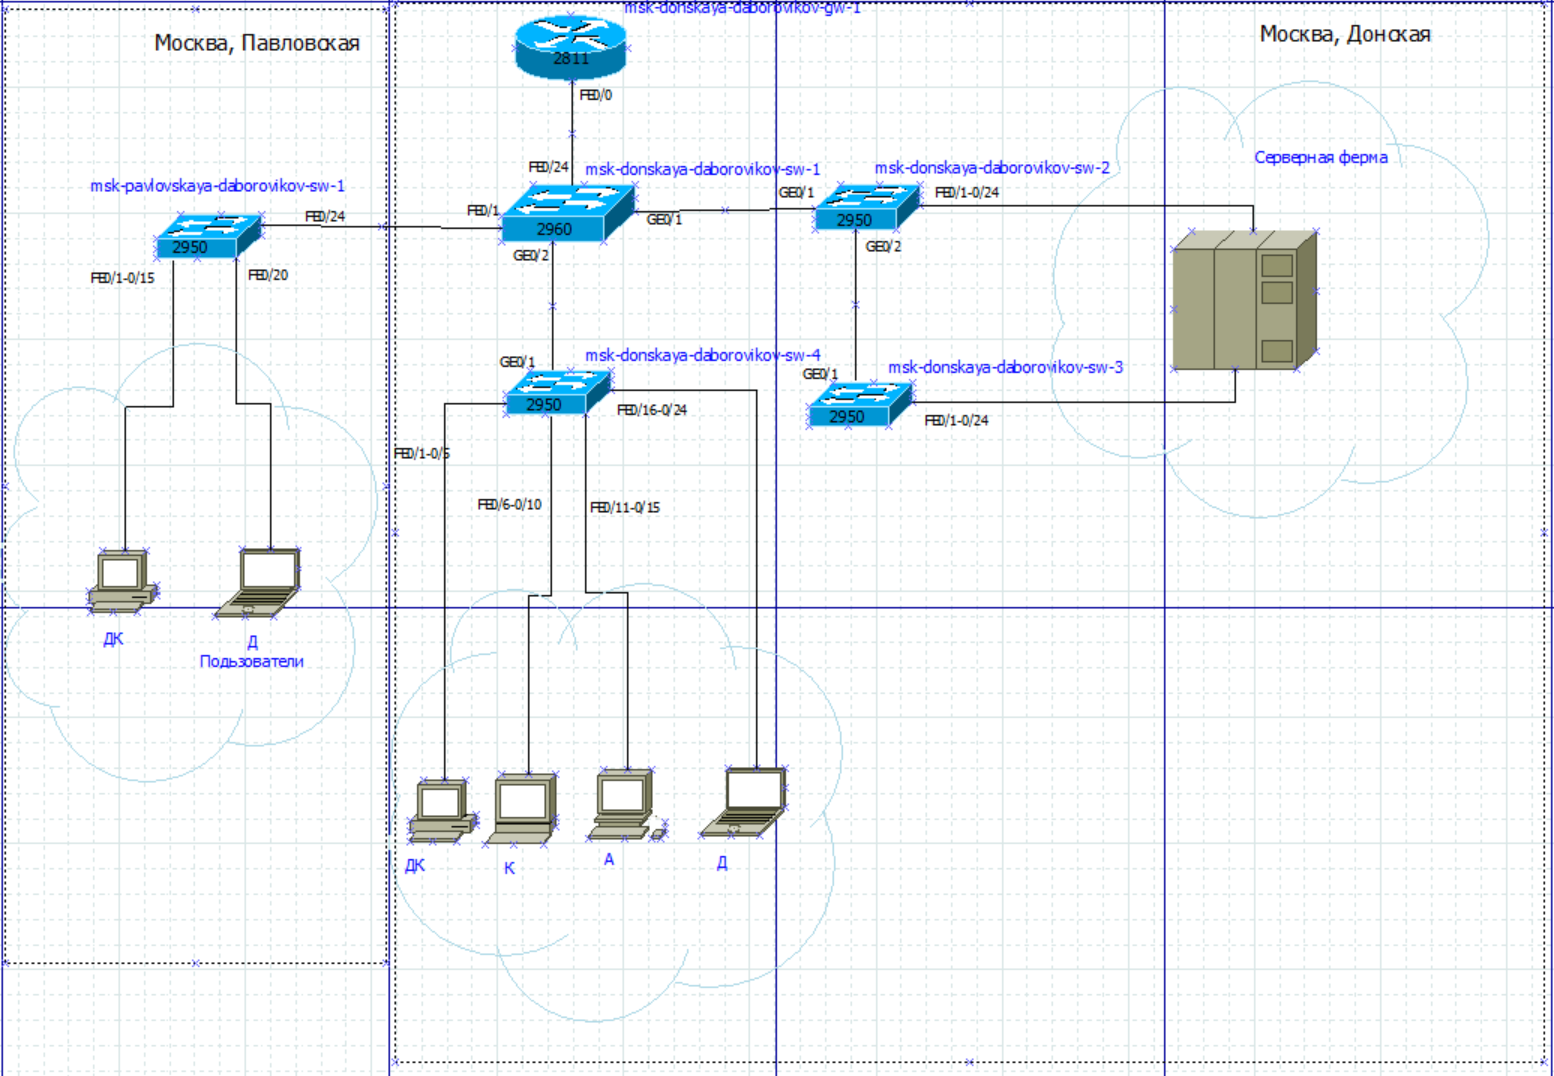 msk-donskaya-daborovikov-gw-1
Москва, Павловская
Москва, Донская
2811
FE0/0
FE0/24
msk-donskaya-daborovikov-sw-1
msk-donskaya-daborovikov-sw-2
Серверная ферма
msk-pavlovskaya-daborovikov-sw-1
FE0/24
FE0/1
2960
GE0/1
GE0/1
2950
FE0/1-0/24
2950
GE0/2
GE0/2
FE0/1-0/15
FE0/20
msk-donskaya-daborovikov-sw-4
GE0/1
2950
FE0/16-0/24
GE0/1
msk-donskaya-daborovikov-sw-3
2950
FE0/1-0/24
FE0/1-0/5
FE0/6-0/10
FE0/11-0/15
ДК
Д
Пользователи
ДК
К
А
Д